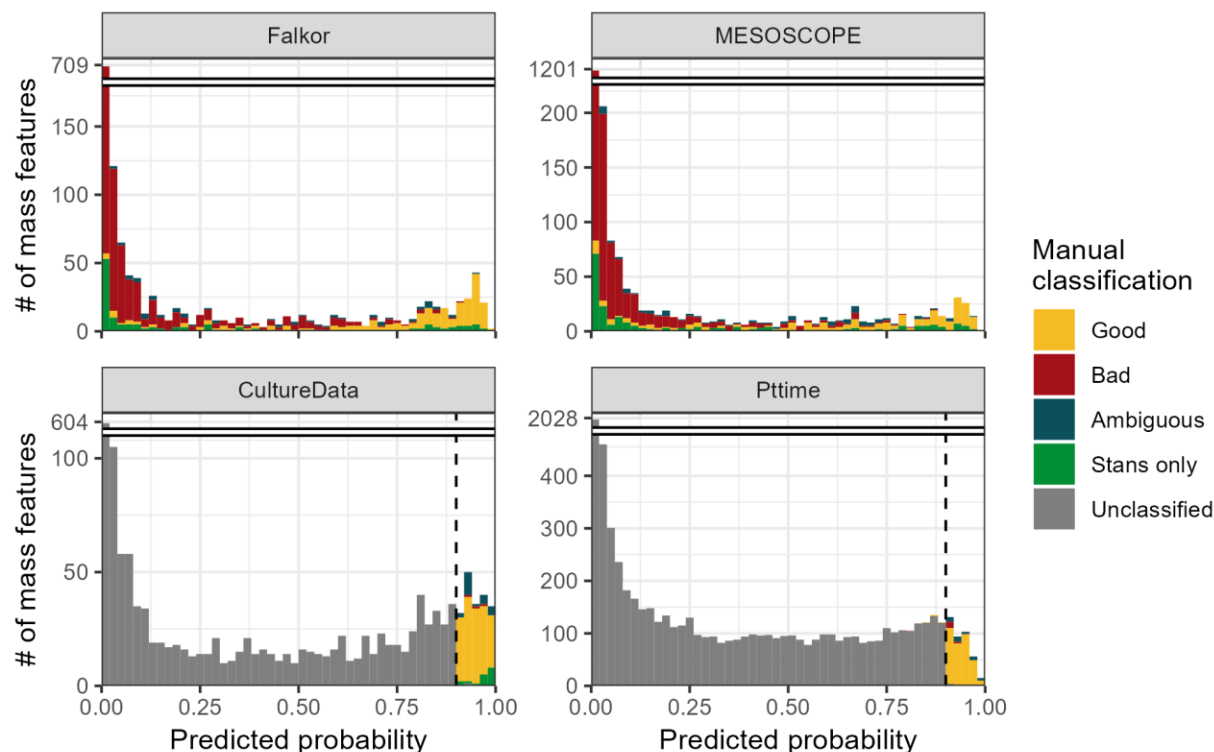 Falkor
MESOSCOPE
# of mass features
709
150
100
50
0
1201
200
150
100
50
0
CultureData
Pttime
# of mass features
604
100
50
0
2028
400
300
200
100
0
0.00 0.25 0.50 0.75 1.00
0.00 0.25 0.50 0.75 1.00
Predicted probability
Predicted probability
Manual
classification
Good
Bad
Ambiguous
Stans only
Unclassified